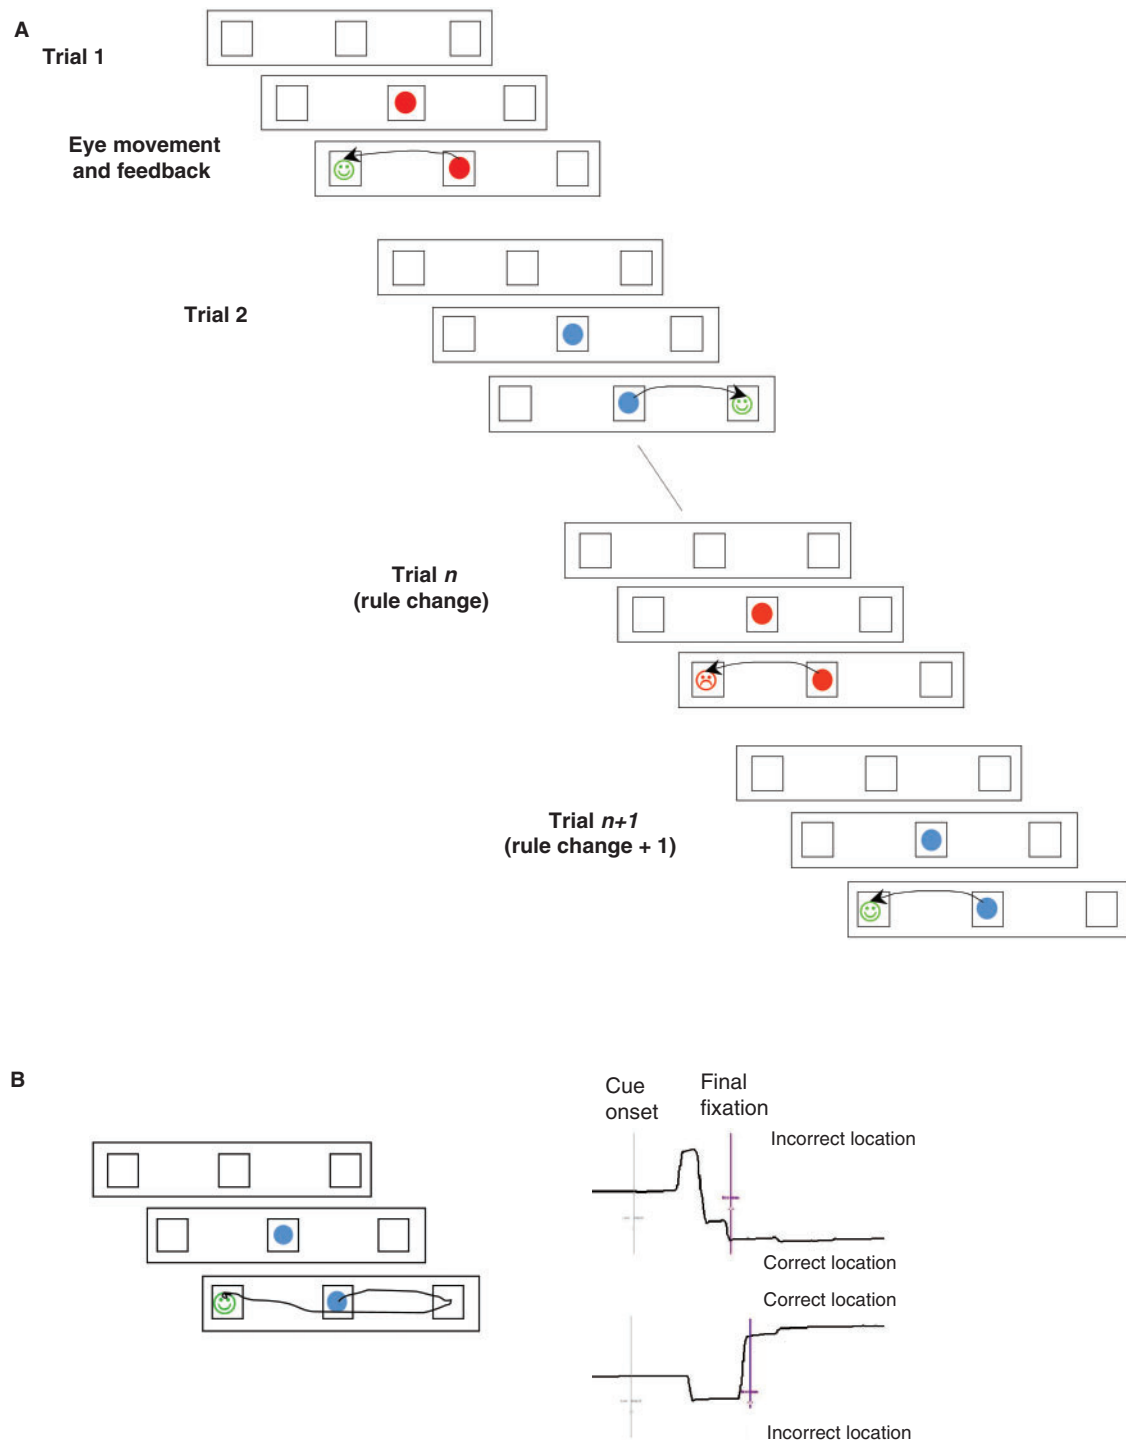 A
Trial 1
Eye movement
and feedback
Trial 2
Trial n
(rule change)
Trial n+1
(rule change + 1)
B
Cue
onset
Final
fixation
Incorrect location
Correct location
Correct location
Incorrect location